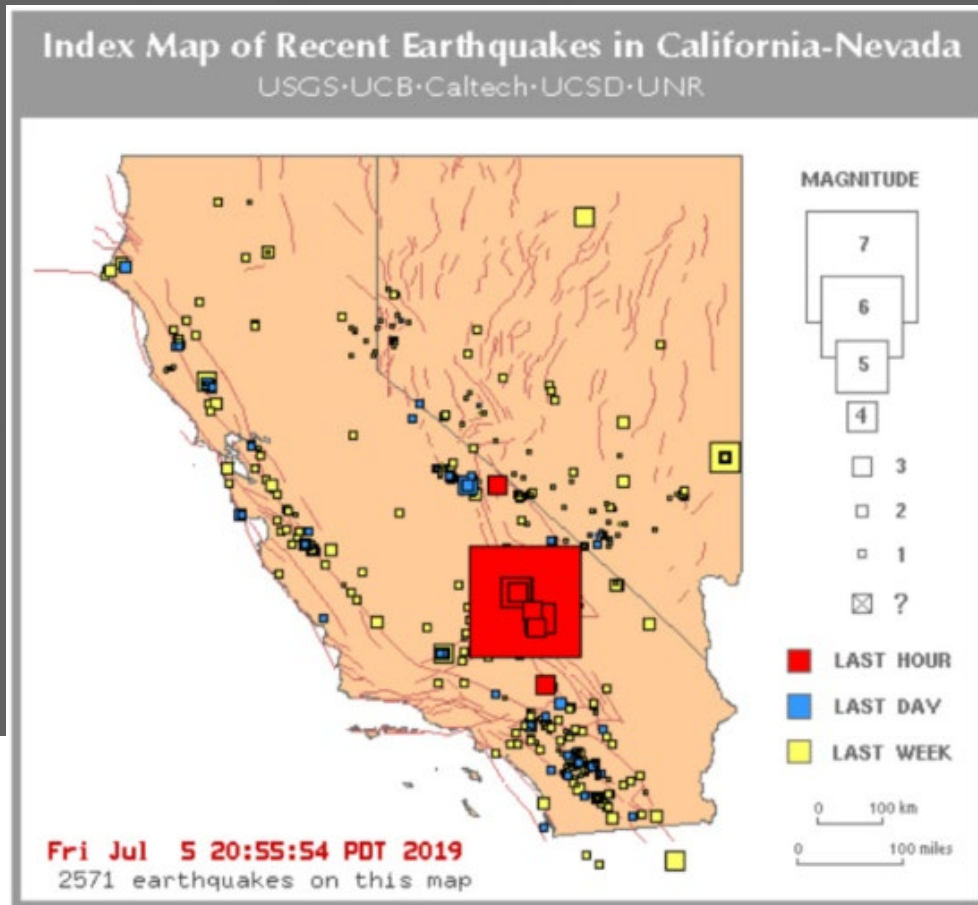 Index Map of Recent Earthquakes in California-Nevada
USGS·UCB·Caltech·UCSD·UNR
MAGNITUDE
7
6
5
4
3
2
1
?
LAST HOUR
LAST DAY
LAST WEEK
0 100 km
0 100 miles
Fri Jul 5 20:55:54 PDT 2019
2571 earthquakes on this map